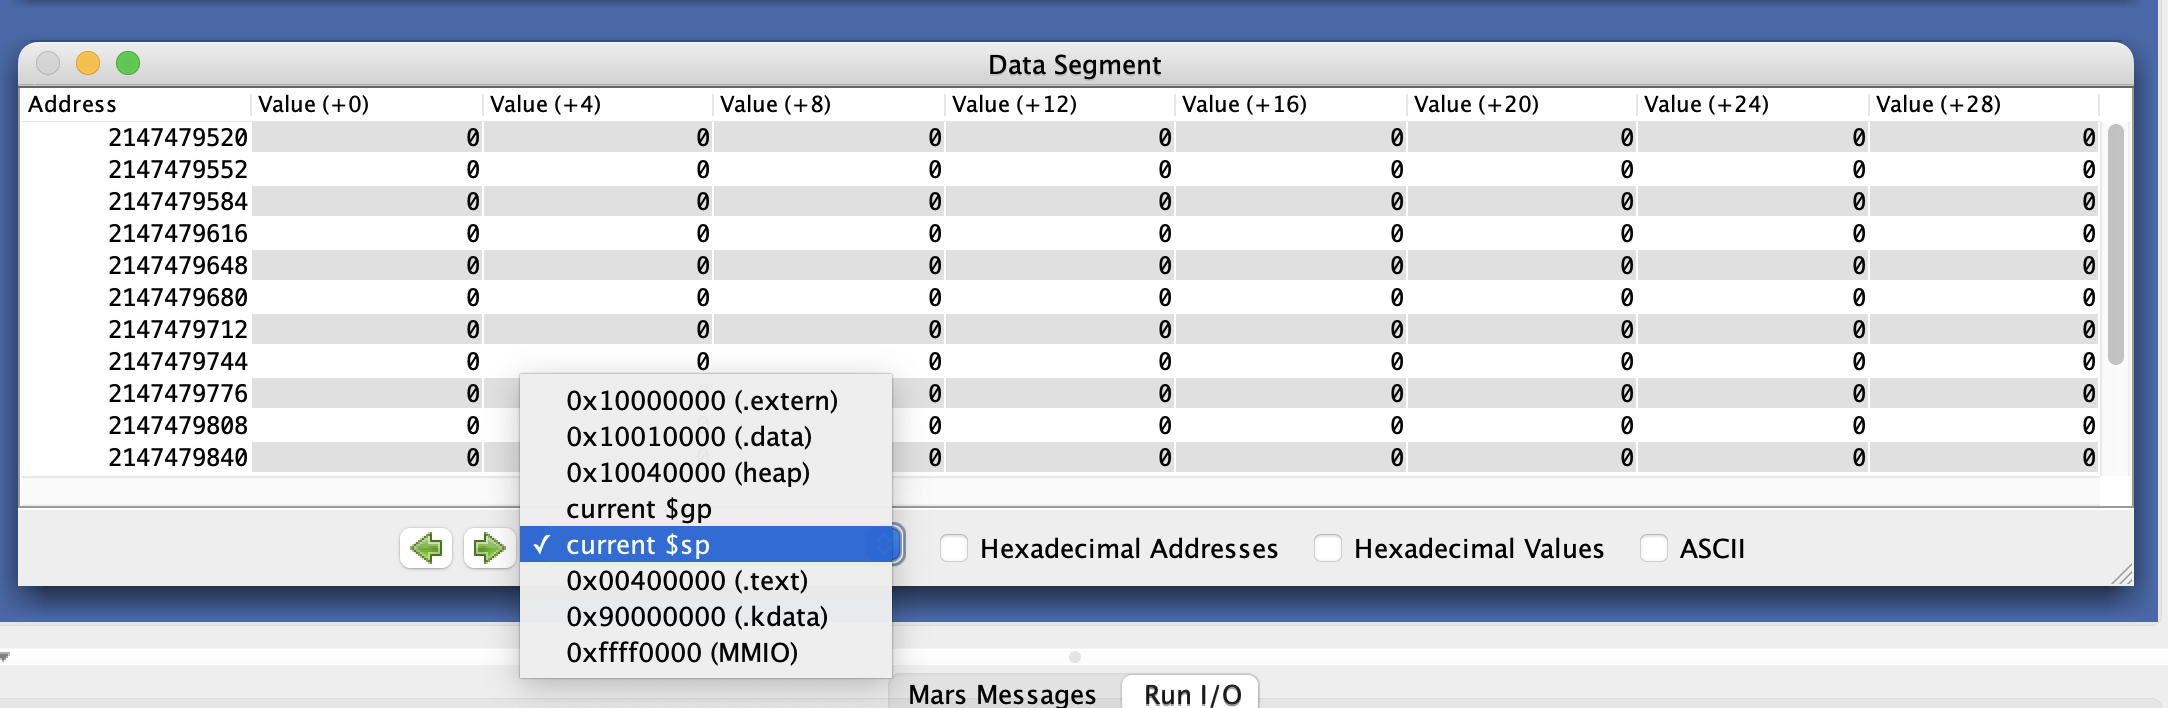 Data Segment
Address Value (+0) Value (+4) Value (+8) Value (+12) Value (+16) Value (+20) Value (+24) Value (+28)
2147479520 0 0 0 0 0 0 0 0
2147479552 0 0 0 0 0 0 0 0
2147479584 0 0 0 0 0 0 0 0
2147479616 0 0 0 0 0 0 0 0
2147479648 0 0 0 0 0 0 0 0
2147479680 0 0 0 0 0 0 0 0
2147479712 0 0 0 0 0 0 0 0
2147479744 0 0 0 0 0 0 0 0
2147479776 0 0 0 0 0 0 0
2147479808 0 0 0 0 0 0 0
2147479840 0 0 0 0 0 0 0
0x10000000 (.extern)
0x10010000 (.data)
0x10040000 (heap)
current $gp
✓ current $sp
0x00400000 (.text)
0x90000000 (.kdata)
0xffff0000 (MMIO)
Hexadecimal Addresses Hexadecimal Values ASCII
Mars Messages Run I/O